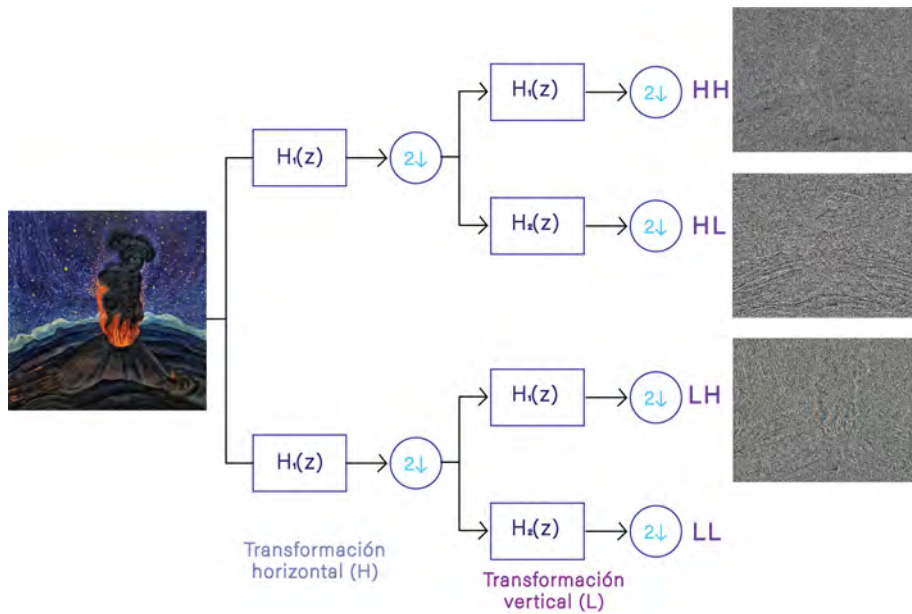 H₁(z)
2↓
HH
H₁(z)
2↓
H₂(z)
2↓
HL
H₁(z)
2↓
LH
H₁(z)
2↓
H₂(z)
2↓
LL
Transformación
horizontal (H)
Transformación
vertical (L)